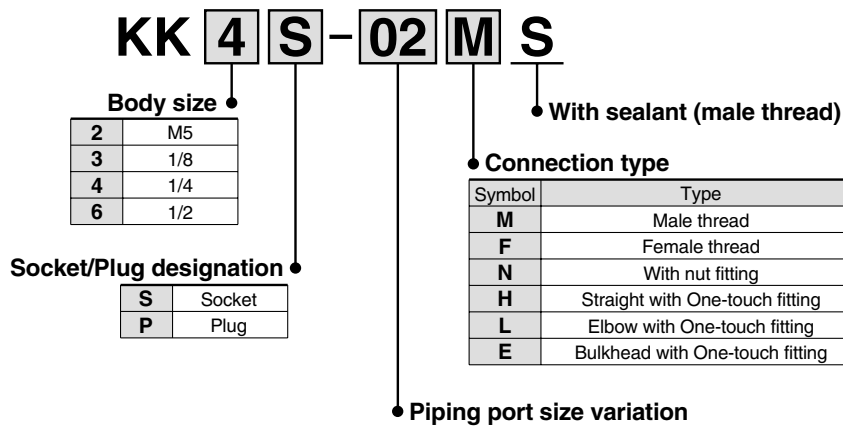 KK 4 S - 02 M S
Body size
2 M5
3 1/8
4 1/4
6 1/2
Socket/Plug designation
S Socket
P Plug
With sealant (male thread)
Connection type
Symbol Type
M Male thread
F Female thread
N With nut fitting
H Straight with One-touch fitting
L Elbow with One-touch fitting
E Bulkhead with One-touch fitting
Piping port size variation